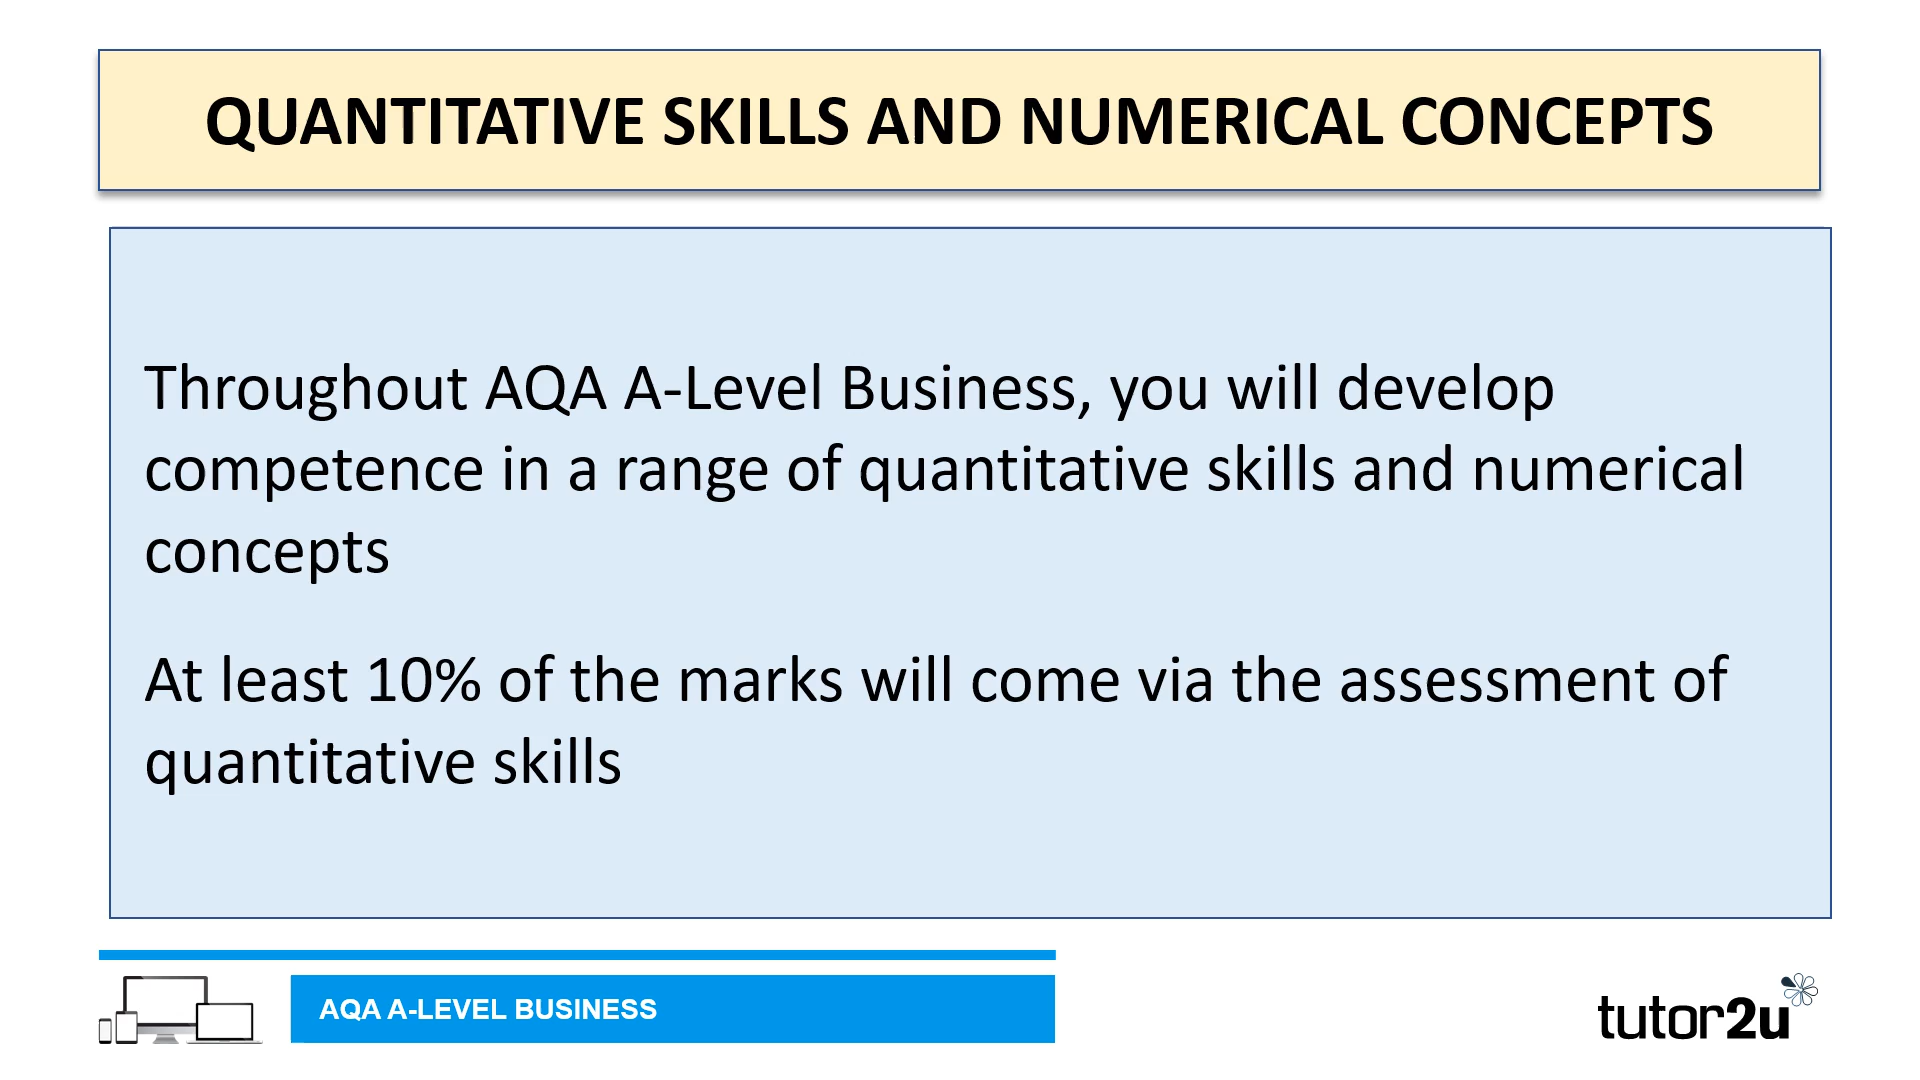 QUANTITATIVE SKILLS AND NUMERICAL CONCEPTS
Throughout AQA A-Level Business, you will develop
competence in a range of quantitative skills and numerical
concepts
At least 10% of the marks will come via the assessment of
quantitative skills
AQA A-LEVEL BUSINESS
tutor2u